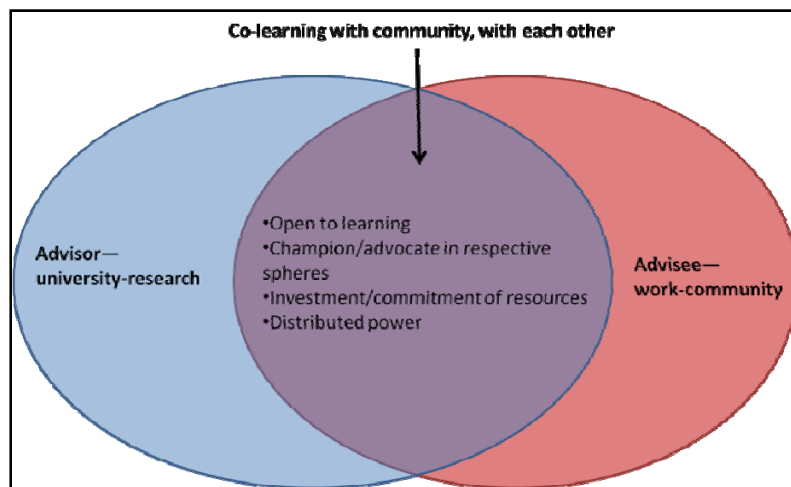 Co-learning with community, with each other
Advisor—
university-research
•Open to learning
•Champion/advocate in respective
spheres
•Investment/commitment of resources
•Distributed power
Advisee—
work-community